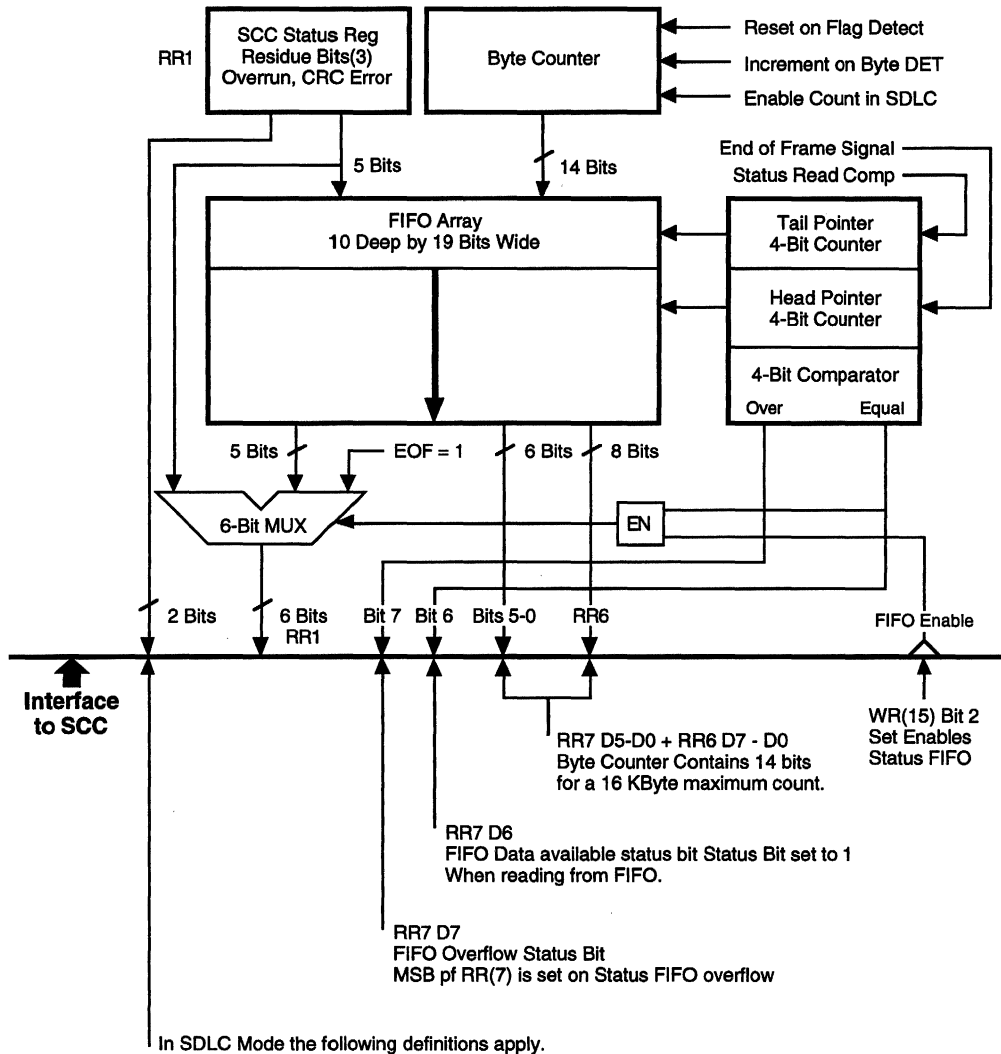 RR1
SCC Status Reg
Residue Bits(3)
Overrun, CRC Error
Byte Counter
Reset on Flag Detect
Increment on Byte DET
Enable Count in SDLC
5 Bits
14 Bits
End of Frame Signal
Status Read Comp
FIFO Array
10 Deep by 19 Bits Wide
Tail Pointer
4-Bit Counter
Head Pointer
4-Bit Counter
4-Bit Comparator
Over Equal
5 Bits
EOF = 1
6 Bits
8 Bits
6-Bit MUX
EN
2 Bits
6 Bits
RR1
Bit 7
Bit 6
Bits 5-0
RR6
FIFO Enable
Interface
to SCC
WR(15) Bit 2
Set Enables
Status FIFO
RR7 D5-D0 + RR6 D7 - D0
Byte Counter Contains 14 bits
for a 16 KByte maximum count.
RR7 D6
FIFO Data available status bit Status Bit set to 1
When reading from FIFO.
RR7 D7
FIFO Overflow Status Bit
MSB pf RR(7) is set on Status FIFO overflow
In SDLC Mode the following definitions apply.